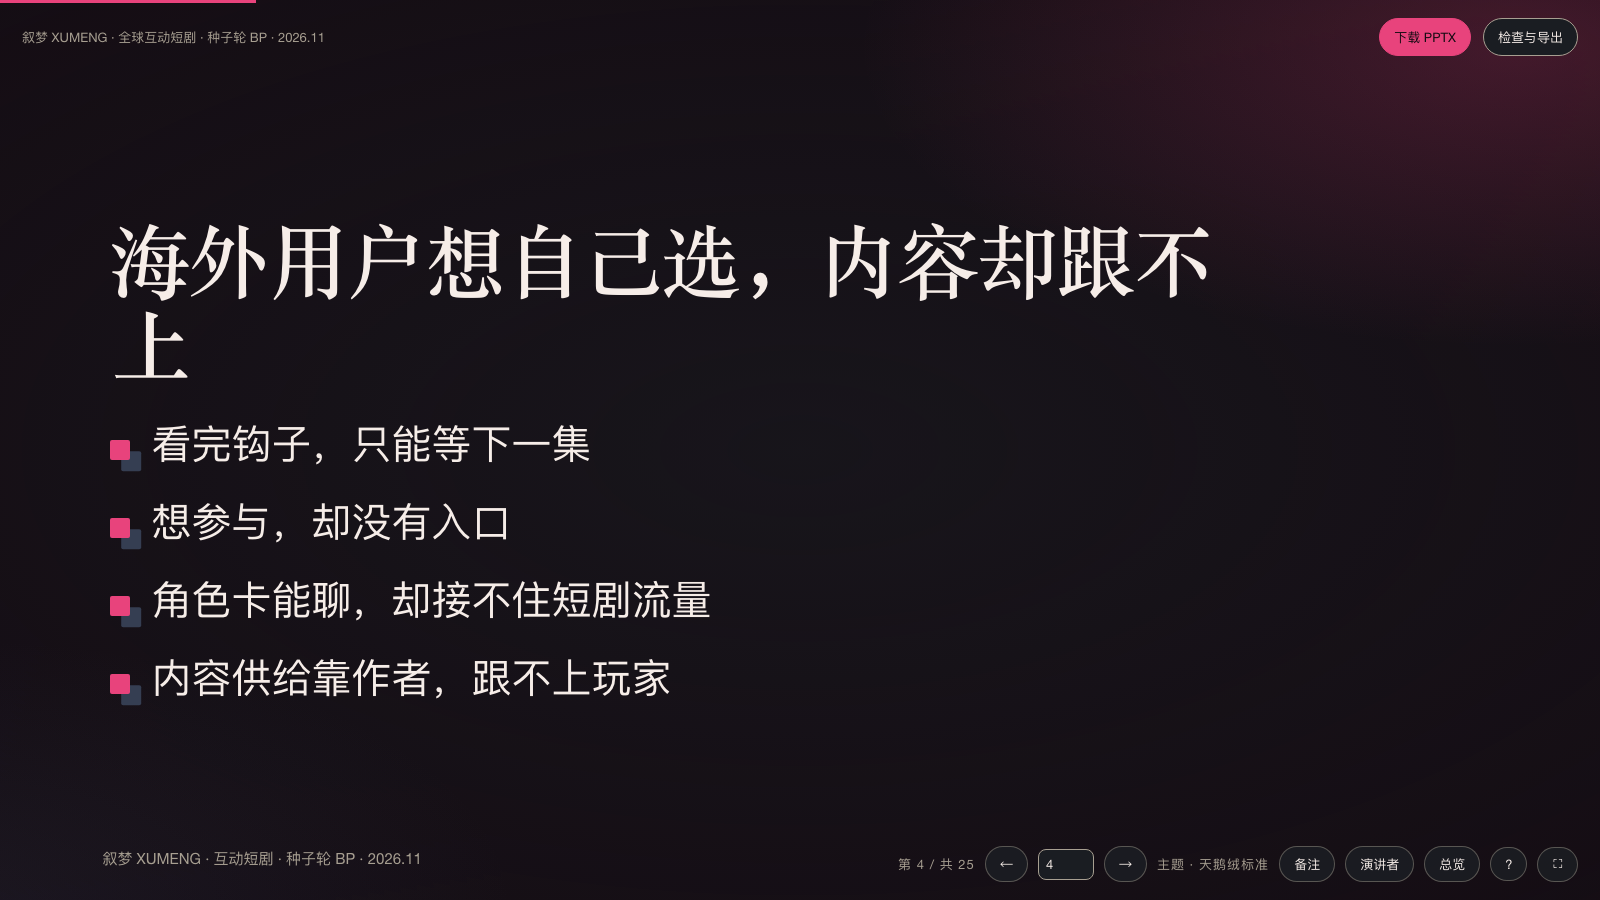 叙梦 XUMENG · 全球互动短剧 · 种子轮 BP · 2026.11
下载 PPTX
检查与导出
海外用户想自己选，内容却跟不
上
看完钩子，只能等下一集
想参与，却没有入口
角色卡能聊，却接不住短剧流量
内容供给靠作者，跟不上玩家
叙梦 XUMENG · 互动短剧 · 种子轮 BP · 2026.11
第 4 / 共 25
←
4
→
主题 · 天鹅绒标准
备注
演讲者
总览
?